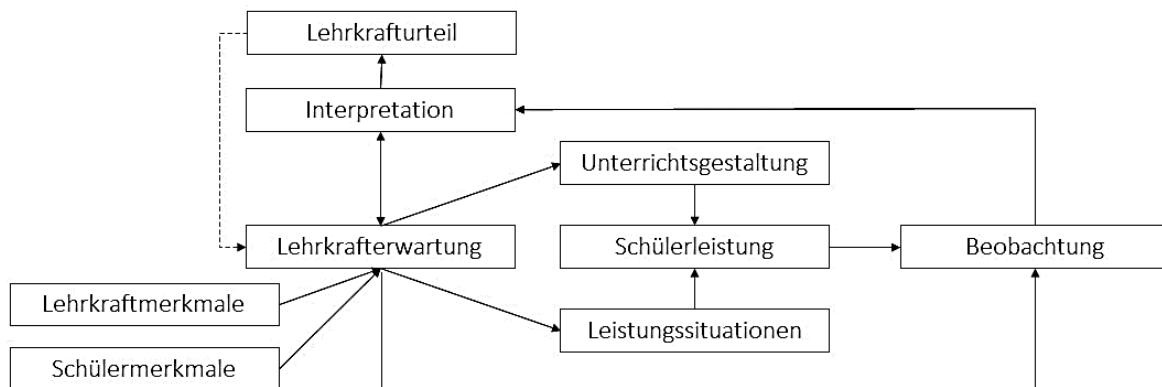 Lehrkrafturteil
Interpretation
Unterrichtsgestaltung
Lehrkrafterwartung
Schülerleistung
Beobachtung
Lehrkraftmerkmale
Leistungssituationen
Schülermerkmale